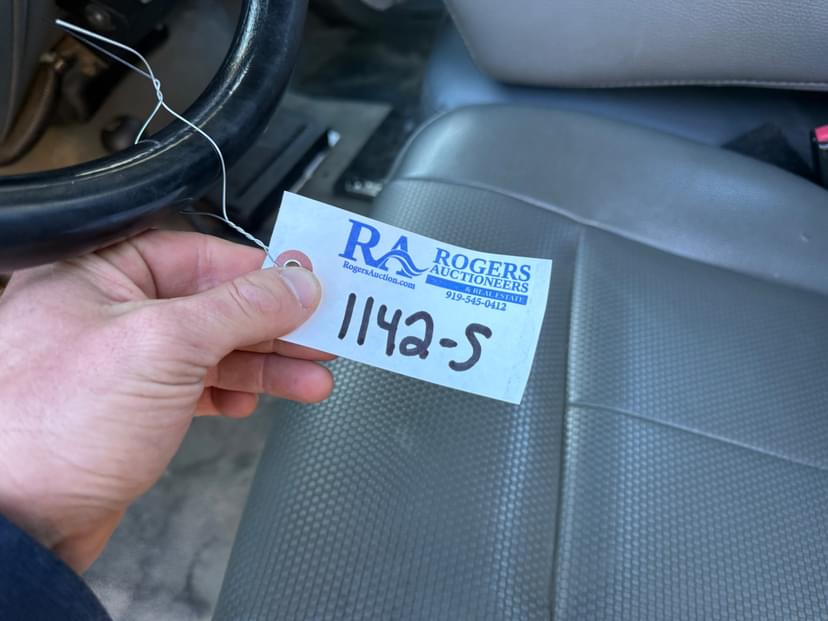 RA
RogersAuction.com
ROGERS
AUCTIONEERS
& REAL ESTATE
919-545-0412
1142-S